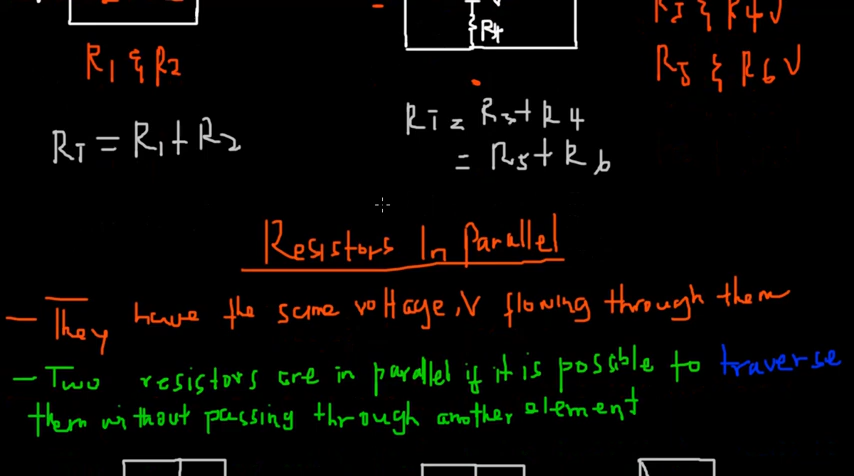 R4
R3 & R4 √
R1 & R2
R5 & R6 √
RT = R1 + R2
RT = R3 + R4
= R5 + R6
Resistors In Parallel
- They have the same voltage, V flowing through them
- Two resistors are in parallel if it is possible to traverse
them without passing through another element